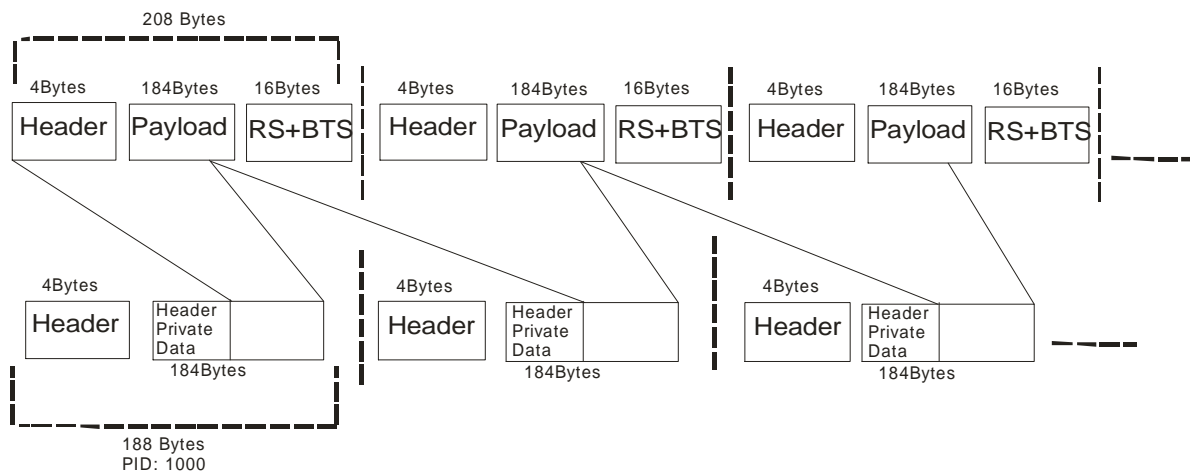 208 Bytes
4Bytes 184Bytes 16Bytes 4Bytes 184Bytes 16Bytes 4Bytes 184Bytes 16Bytes
Header Payload RS+BTS Header Payload RS+BTS Header Payload RS+BTS
4Bytes 4Bytes 4Bytes
Header Header Private Data Header Header Private Data Header Header Private Data
184Bytes 184Bytes 184Bytes
188 Bytes
PID: 1000